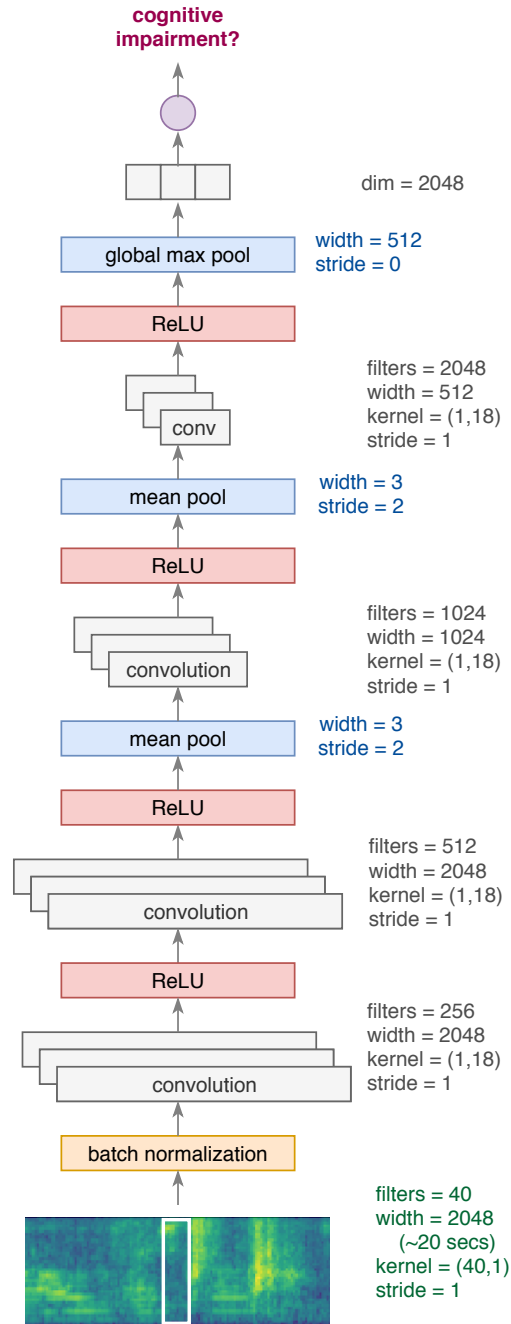 cognitive
impairment?
dim = 2048
global max pool
width = 512
stride = 0
ReLU
filters = 2048
width = 512
kernel = (1,18)
stride = 1
conv
mean pool
width = 3
stride = 2
ReLU
filters = 1024
width = 1024
kernel = (1,18)
stride = 1
convolution
mean pool
width = 3
stride = 2
ReLU
filters = 512
width = 2048
kernel = (1,18)
stride = 1
convolution
ReLU
filters = 256
width = 2048
kernel = (1,18)
stride = 1
convolution
batch normalization
filters = 40
width = 2048
(~20 secs)
kernel = (40,1)
stride = 1